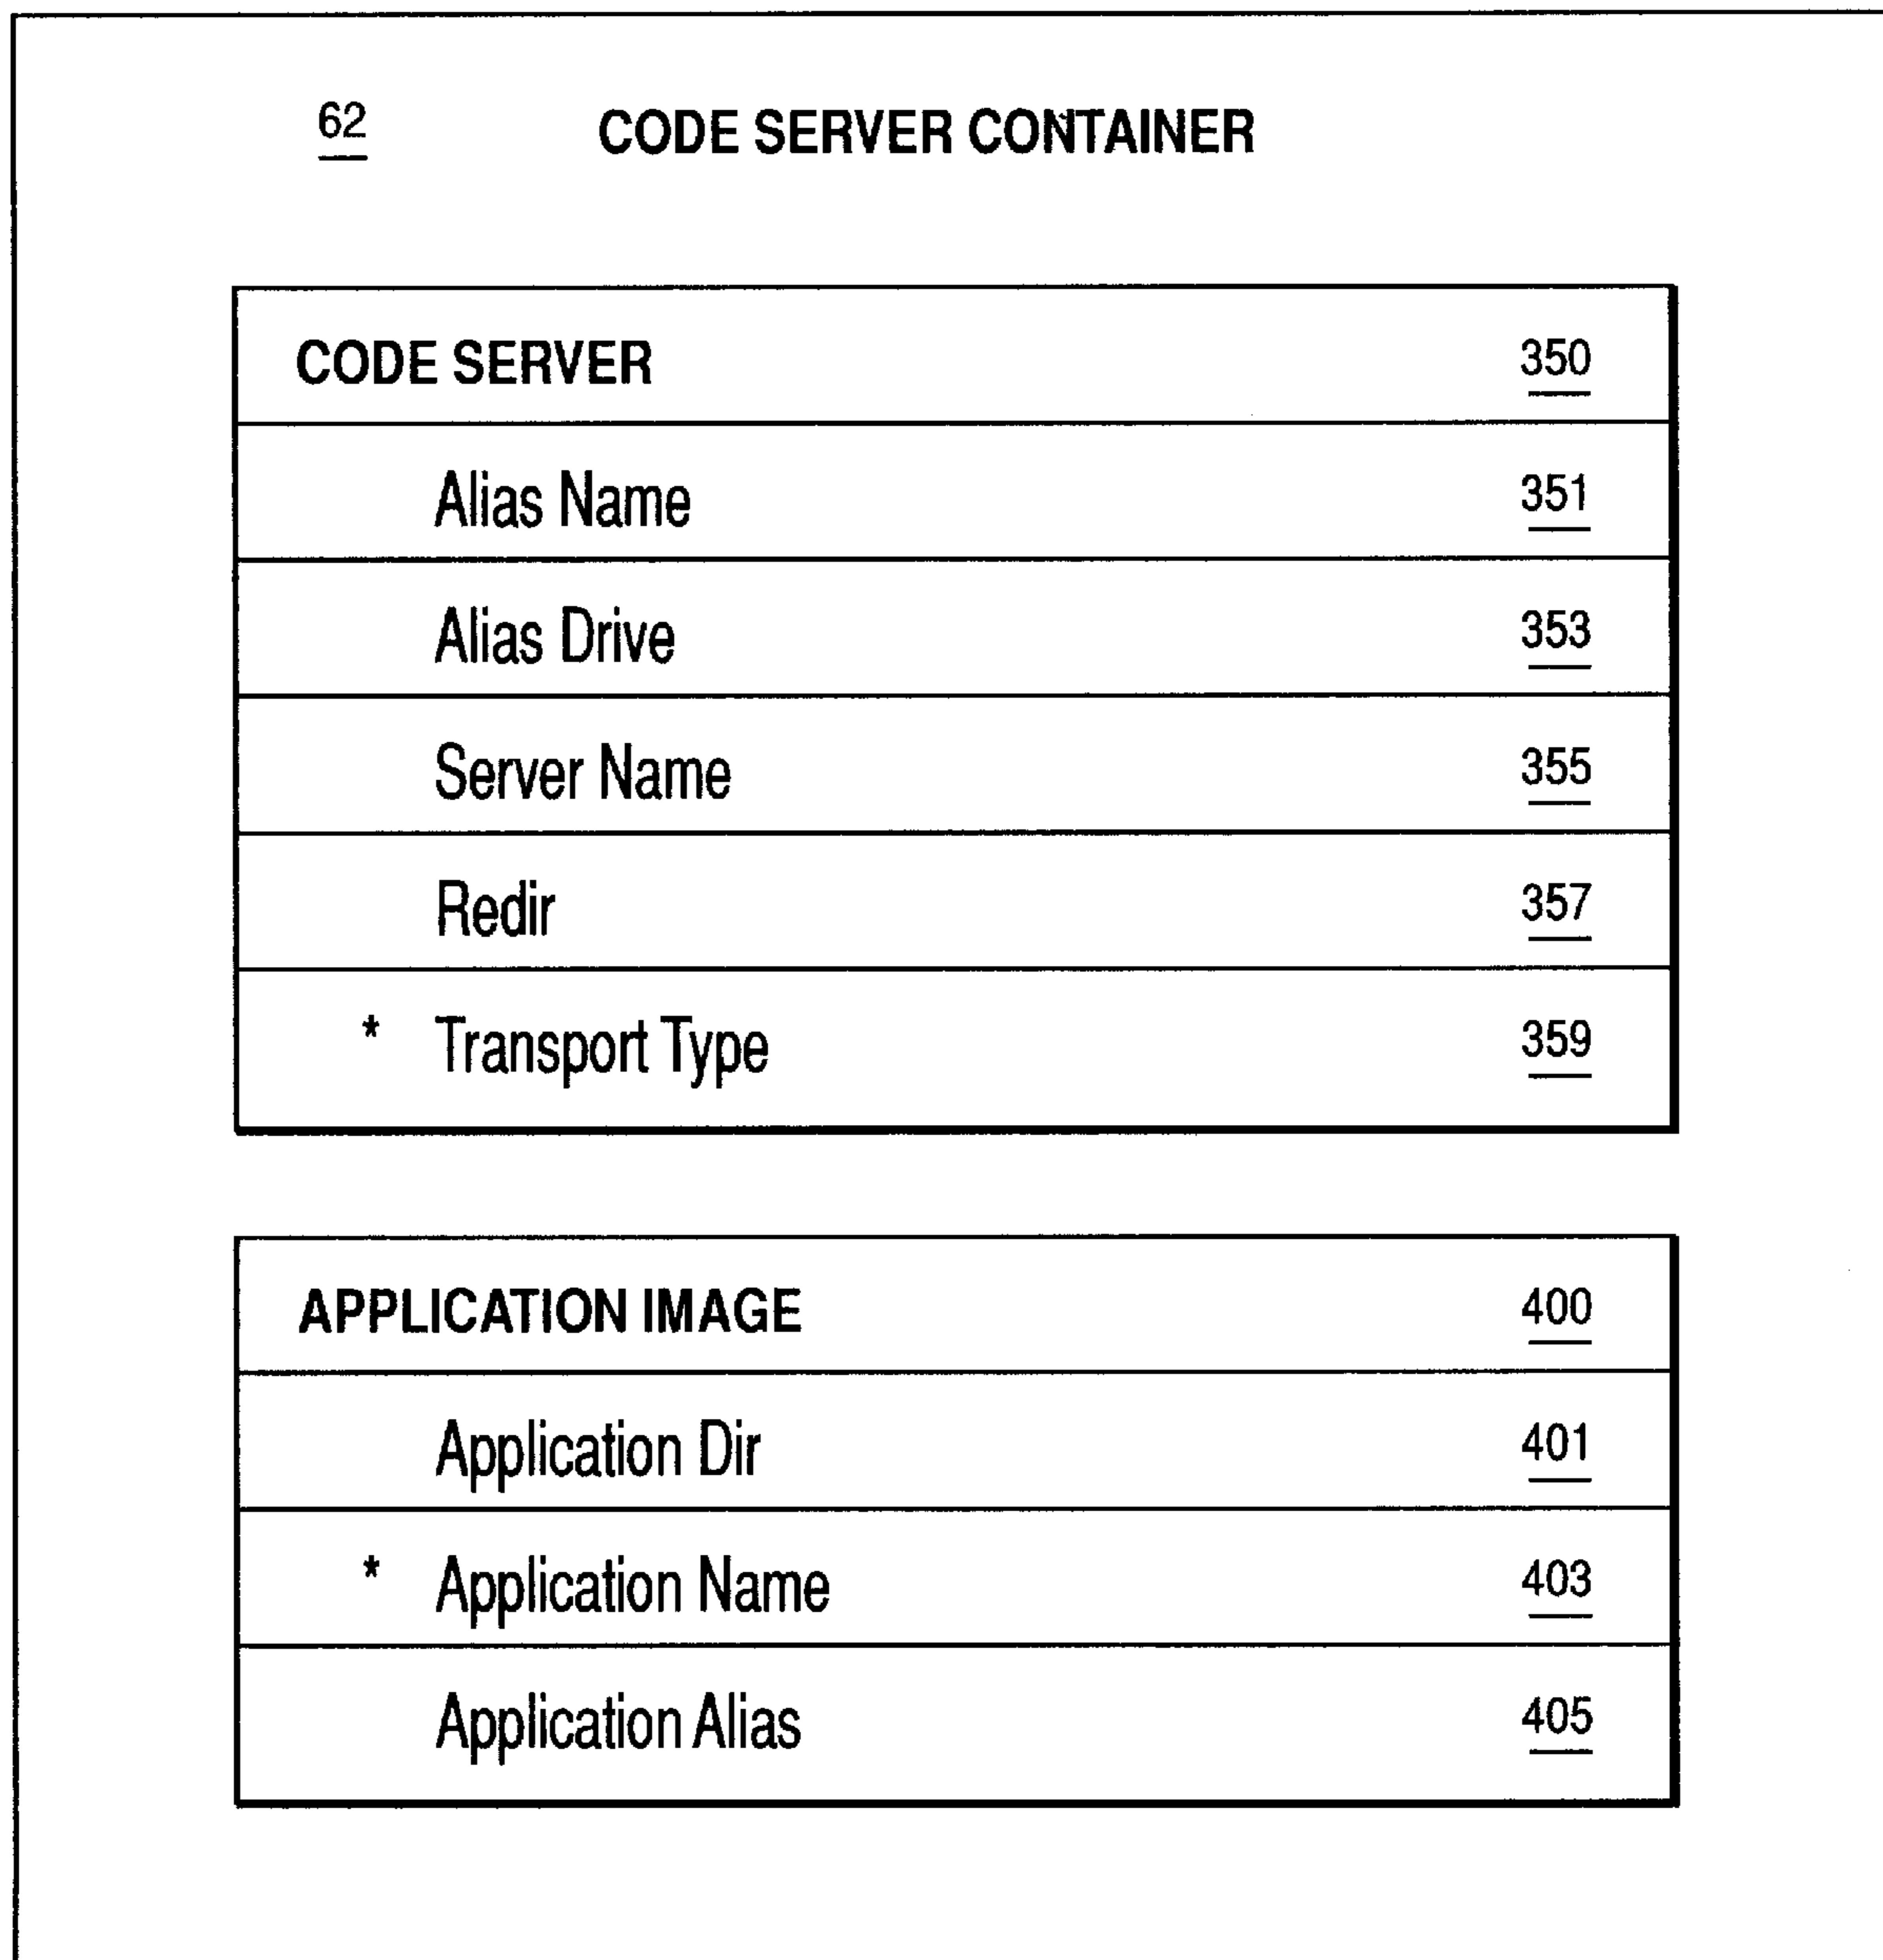 62 CODE SERVER CONTAINER
CODE SERVER 350
Alias Name 351
Alias Drive 353
Server Name 355
Redir 357
* Transport Type 359
APPLICATION IMAGE 400
Application Dir 401
* Application Name 403
Application Alias 405